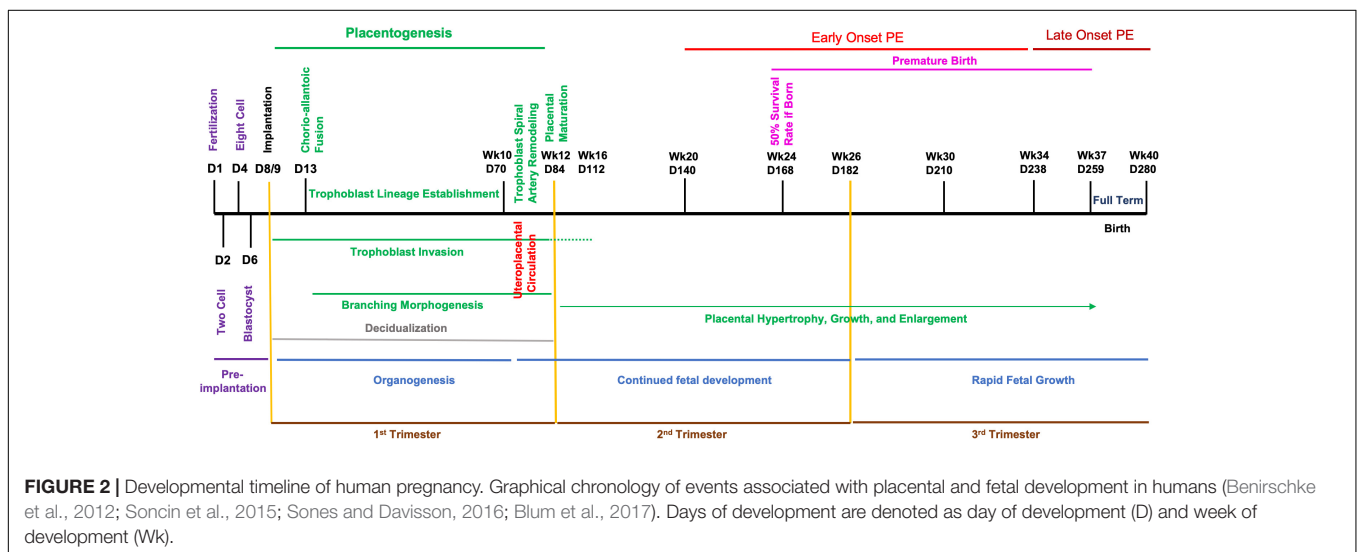 Placentogenesis
Early Onset PE
Late Onset PE
Premature Birth
Fertilization
Eight Cell
Implantation
Chorio-allantoic
Fusion
Trophoblast Spiral
Artery Remodeling
Placental
Maturation
50% Survival
Rate if Born
D1
D4
D8/9
D13
Wk10
D70
Wk12
D84
Wk16
D112
Wk20
D140
Wk24
D168
Wk26
D182
Wk30
D210
Wk34
D238
Wk37
D259
Wk40
D280
Trophoblast Lineage Establishment
Full Term
Birth
D2
D6
Two Cell
Blastocyst
Trophoblast Invasion
Uteroplacental
Circulation
Branching Morphogenesis
Placental Hypertrophy, Growth, and Enlargement
Decidualization
Pre-
implantation
Organogenesis
Continued fetal development
Rapid Fetal Growth
1st Trimester
2nd Trimester
3rd Trimester
FIGURE 2 | Developmental timeline of human pregnancy. Graphical chronology of events associated with placental and fetal development in humans (Benirschke
et al., 2012; Soncin et al., 2015; Sones and Davisson, 2016; Blum et al., 2017). Days of development are denoted as day of development (D) and week of
development (Wk).